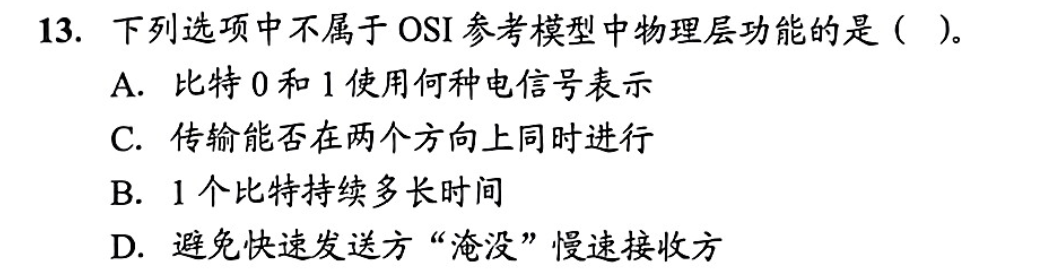 13. 下列选项中不属于 OSI 参考模型中物理层功能的是（ ）。
A. 比特 0 和 1 使用何种电信号表示
C. 传输能否在两个方向上同时进行
B. 1 个比特持续多长时间
D. 避免快速发送方“淹没”慢速接收方